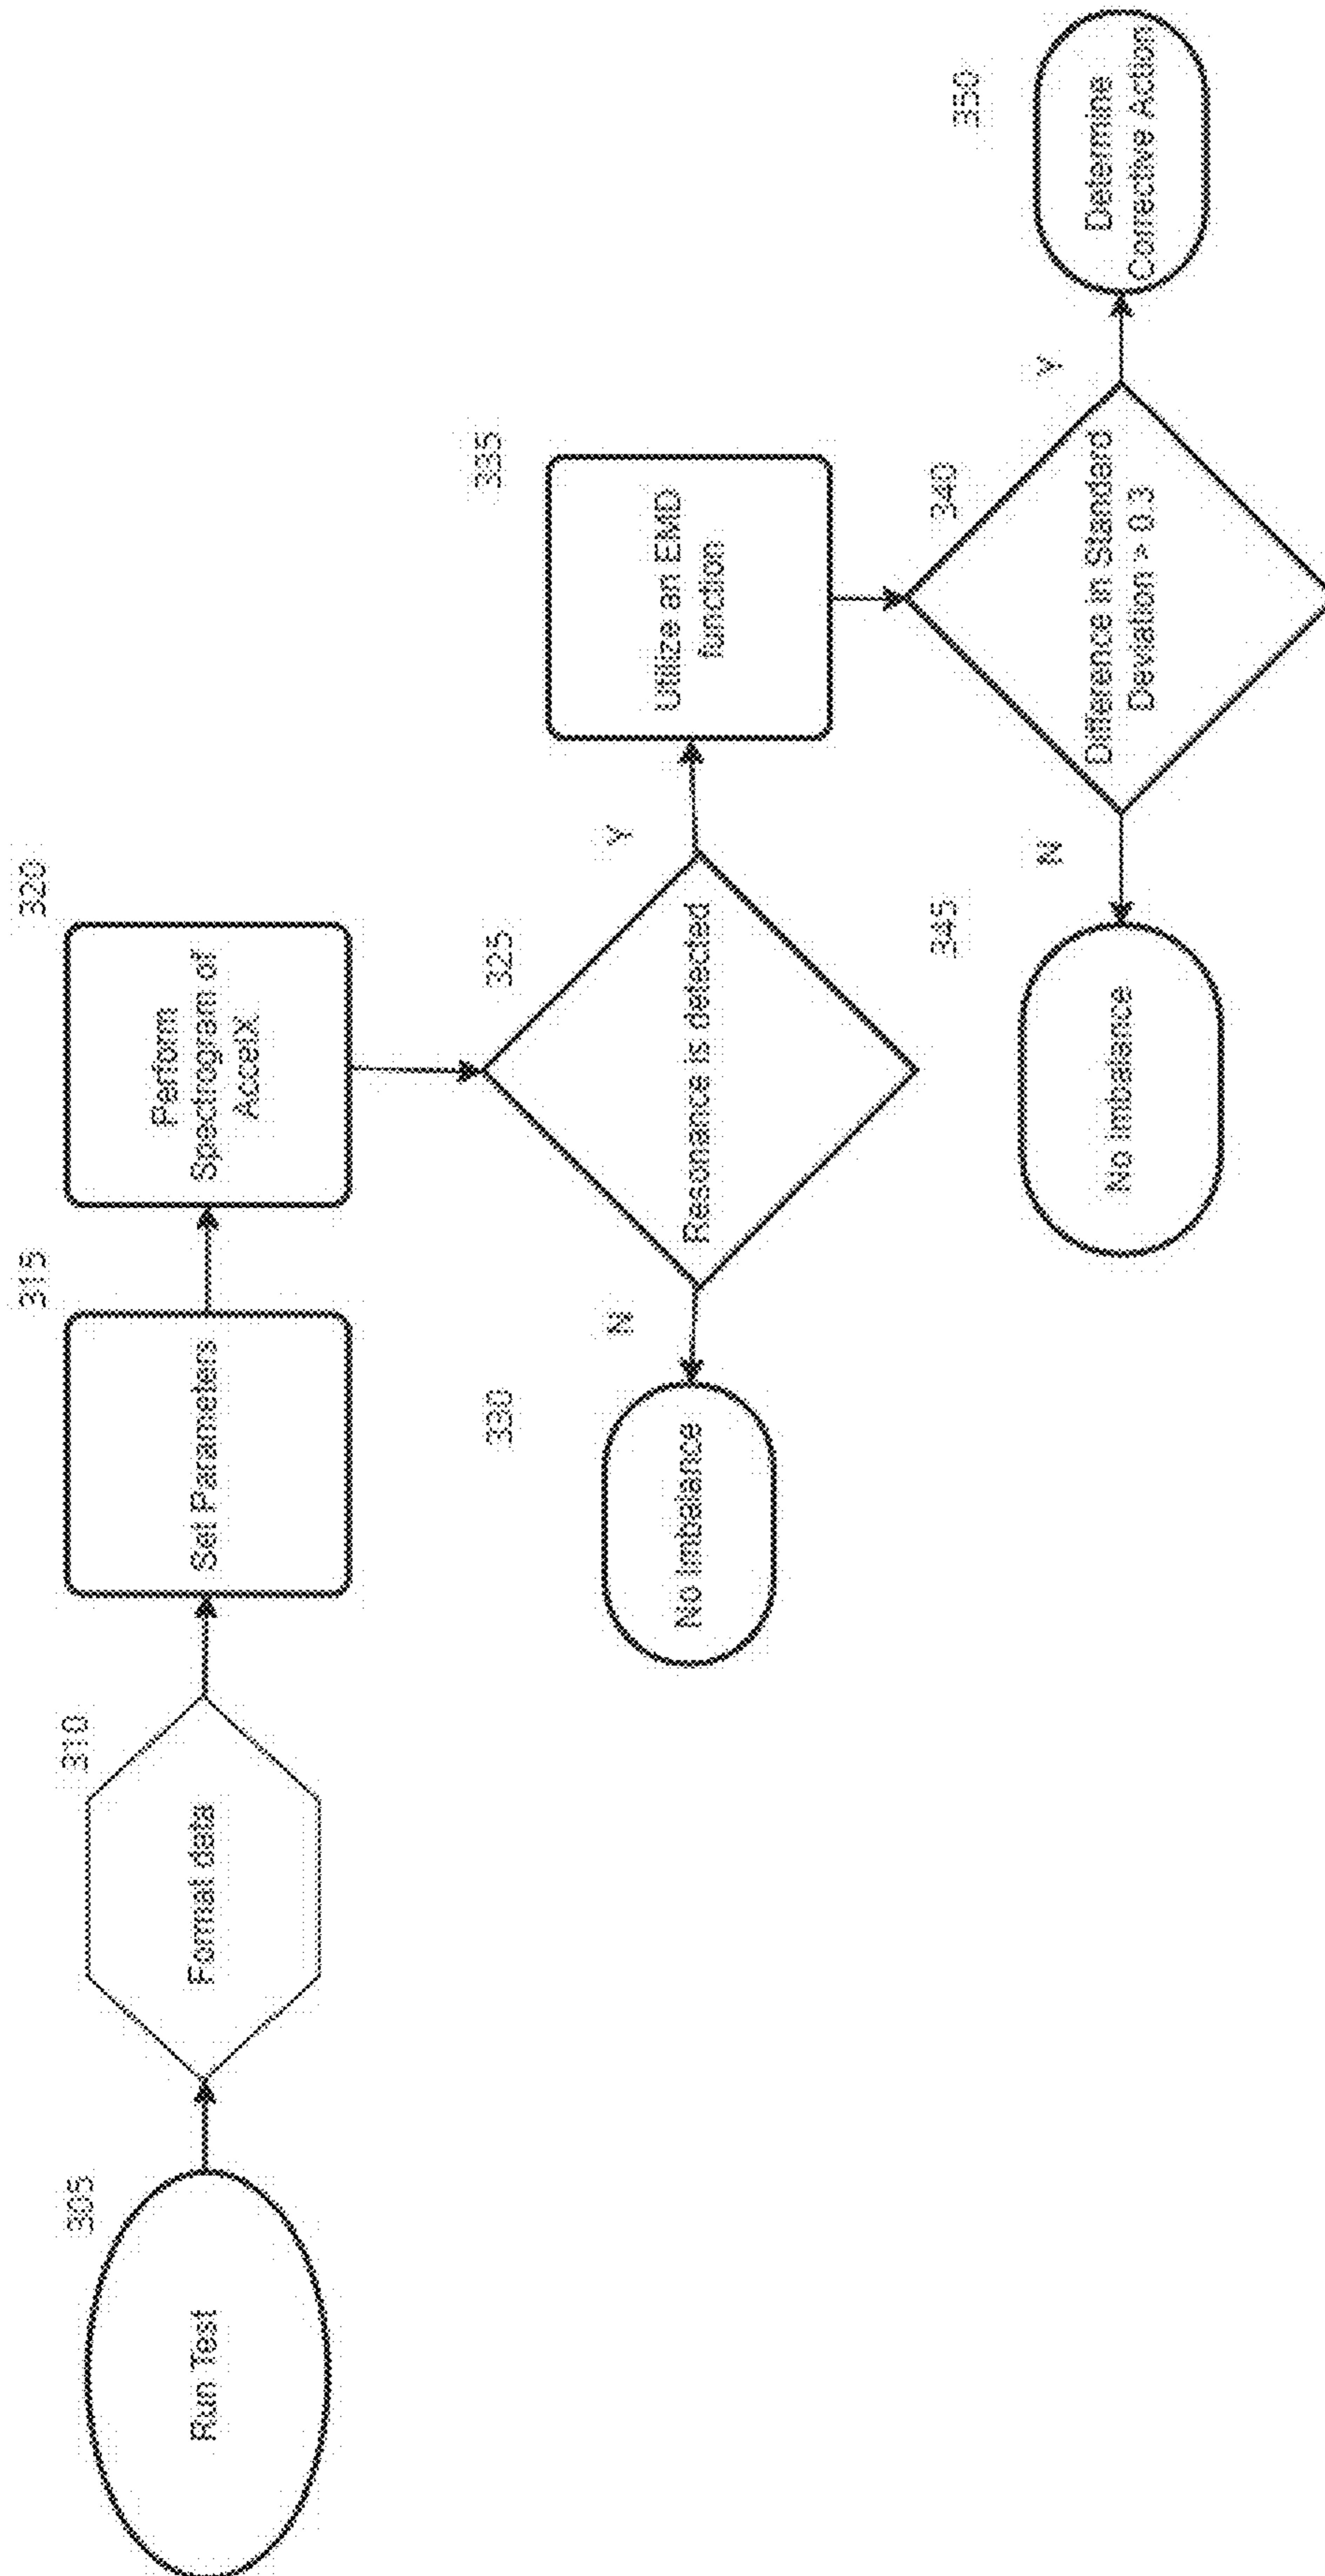 305
Run Test
310
Format data
315
Set Parameters
320
Perform
Spectrogram of
AccelX
325
Resonance is detected
N
Y
330
No Imbalance
335
Utilize an EMD
function
340
Difference in Standard
Deviation > 0.3
N
Y
345
No Imbalance
350
Determine
Corrective Action